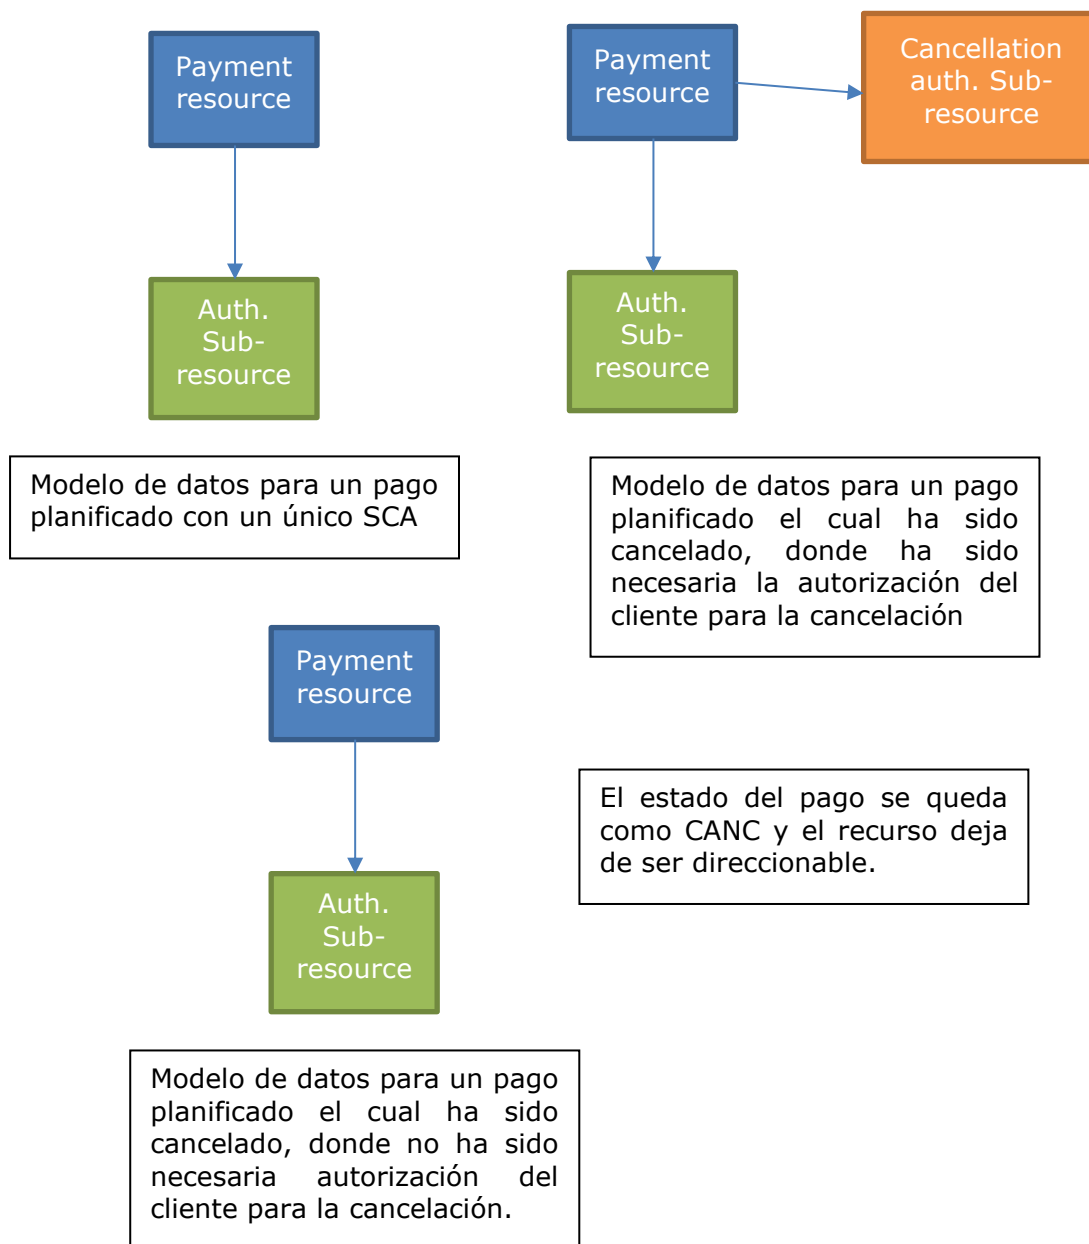 Payment
resource
Auth.
Sub-
resource
Modelo de datos para un pago
planificado con un único SCA
Payment
resource
Cancellation
auth. Sub-
resource
Auth.
Sub-
resource
Modelo de datos para un pago
planificado el cual ha sido
cancelado, donde ha sido
necesaria la autorización del
cliente para la cancelación
Payment
resource
Auth.
Sub-
resource
El estado del pago se queda
como CANC y el recurso deja
de ser direccionable.
Modelo de datos para un pago
planificado el cual ha sido
cancelado, donde no ha sido
necesaria autorización del
cliente para la cancelación.